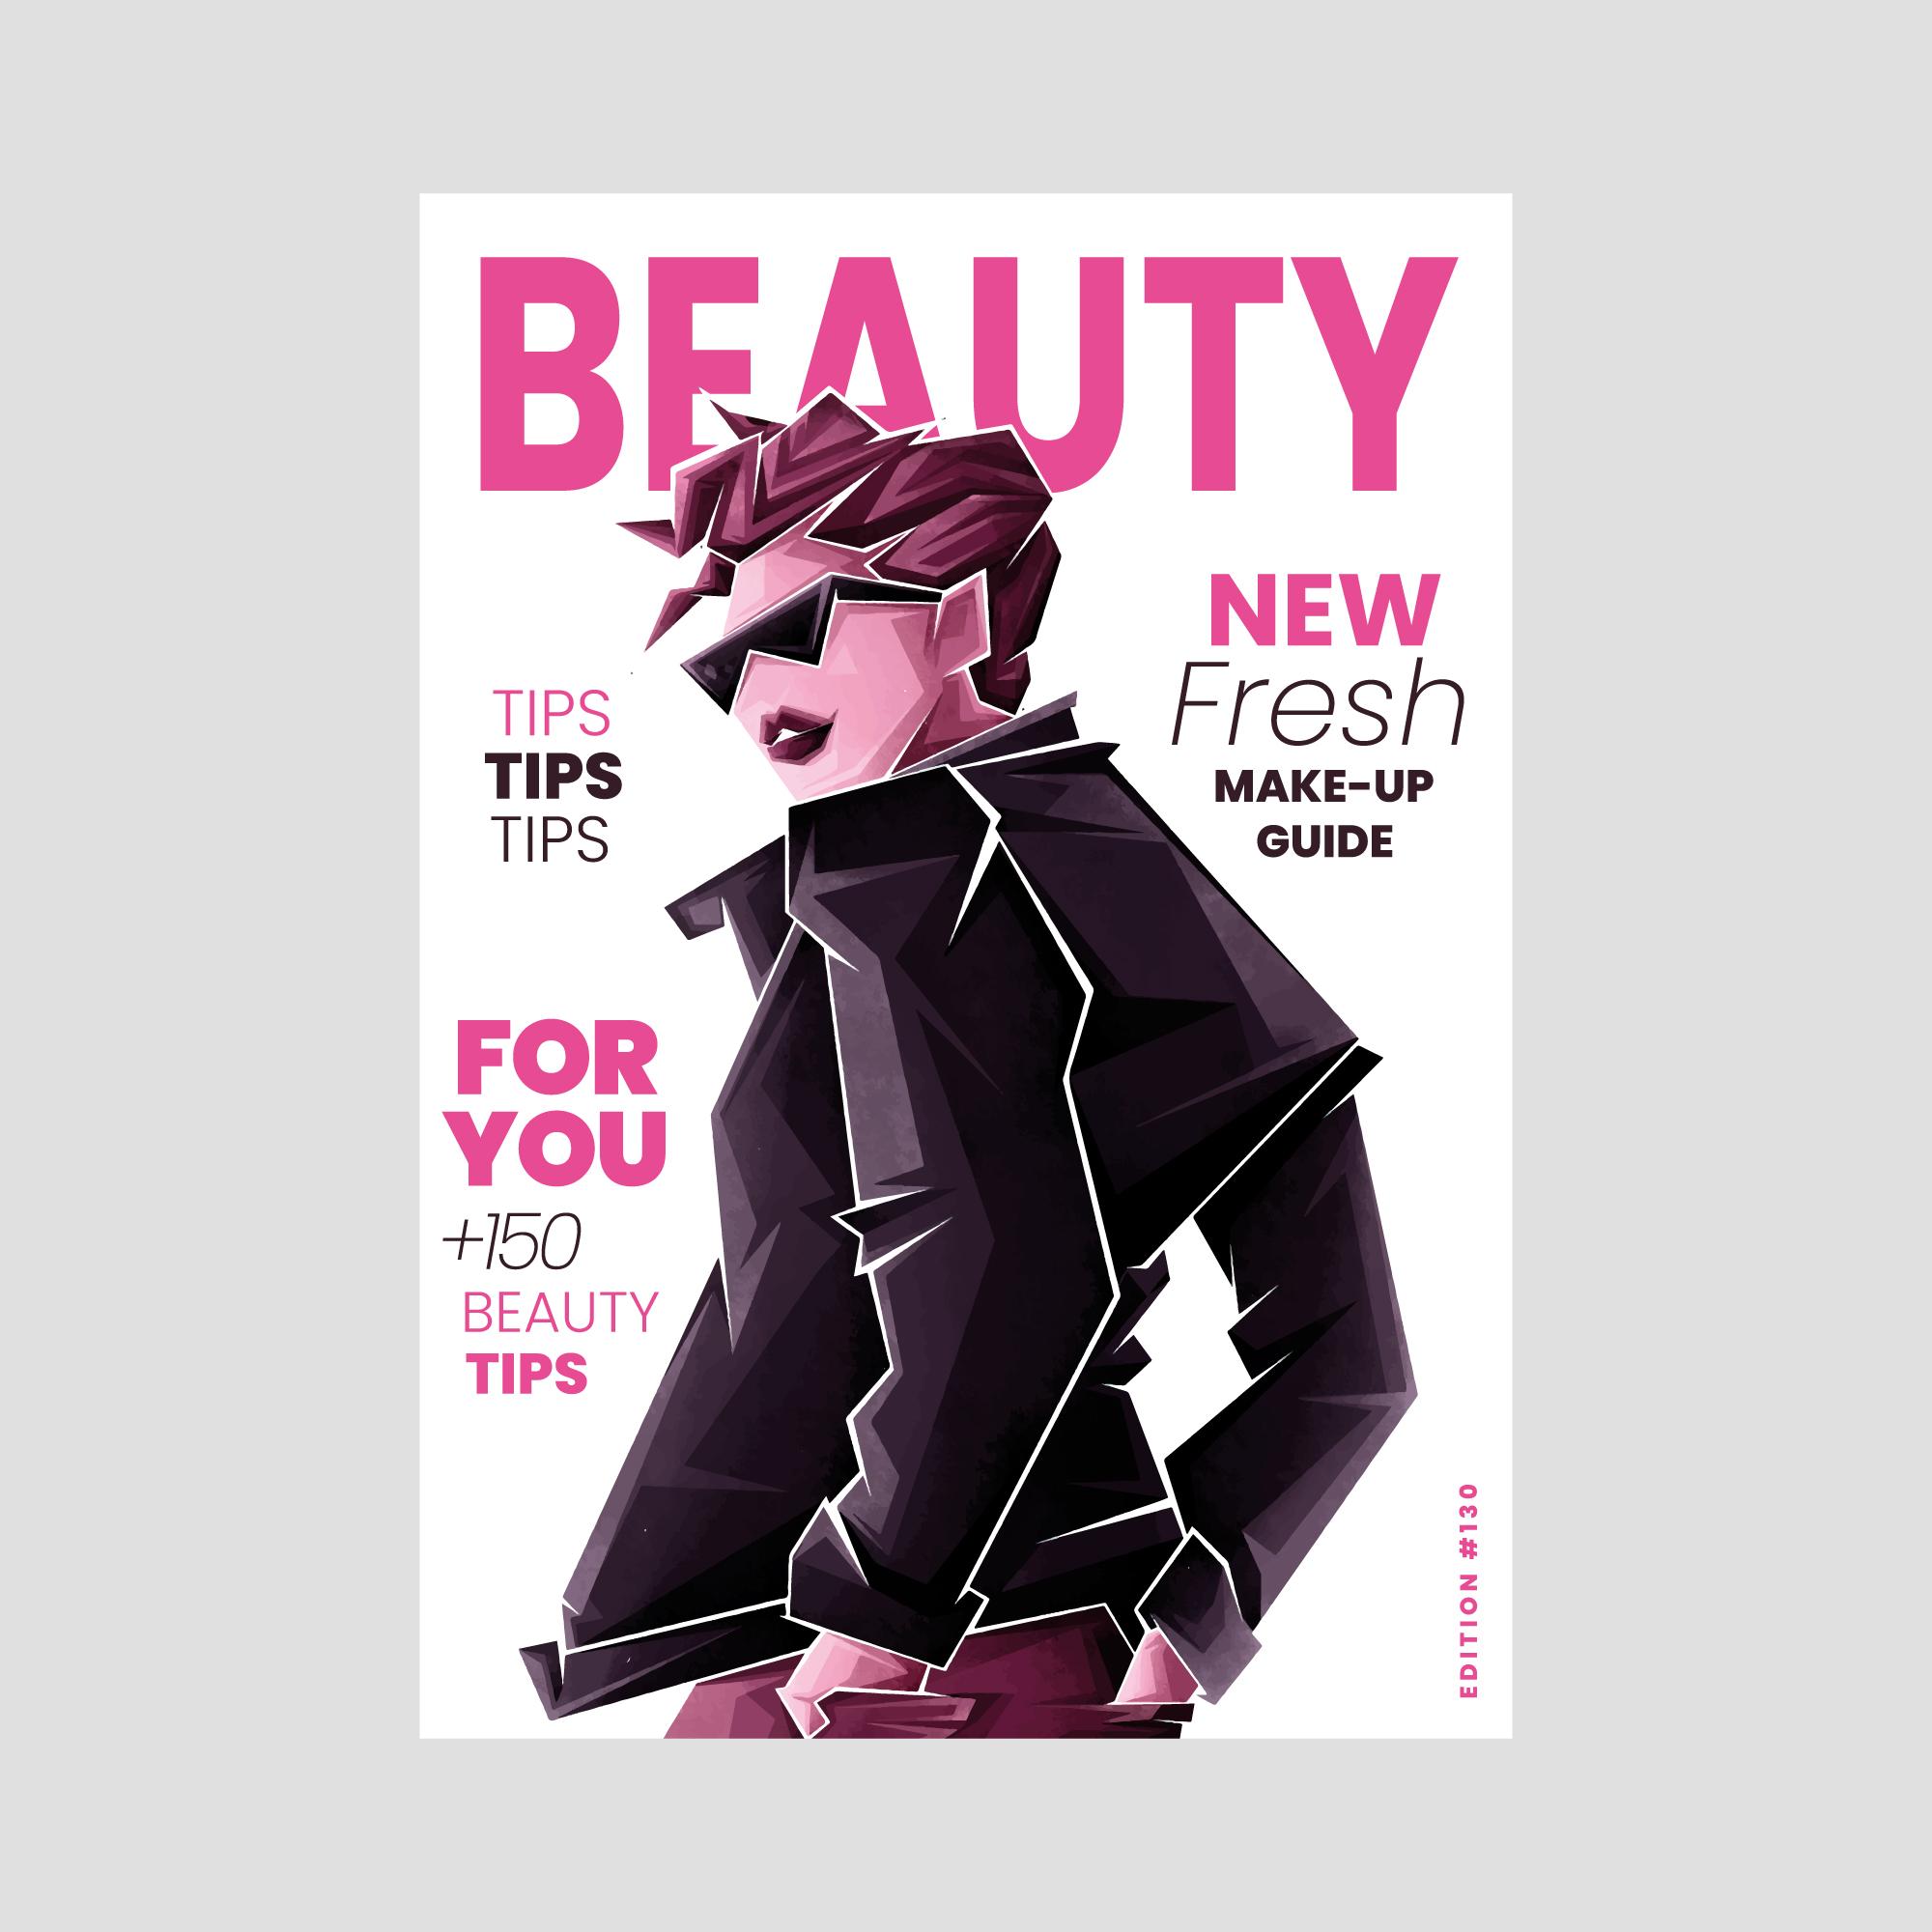 BEAUTY
NEW
Fresh
MAKE-UP
GUIDE
TIPS
TIPS
TIPS
FOR
YOU
+150
BEAUTY
TIPS
EDITION #130